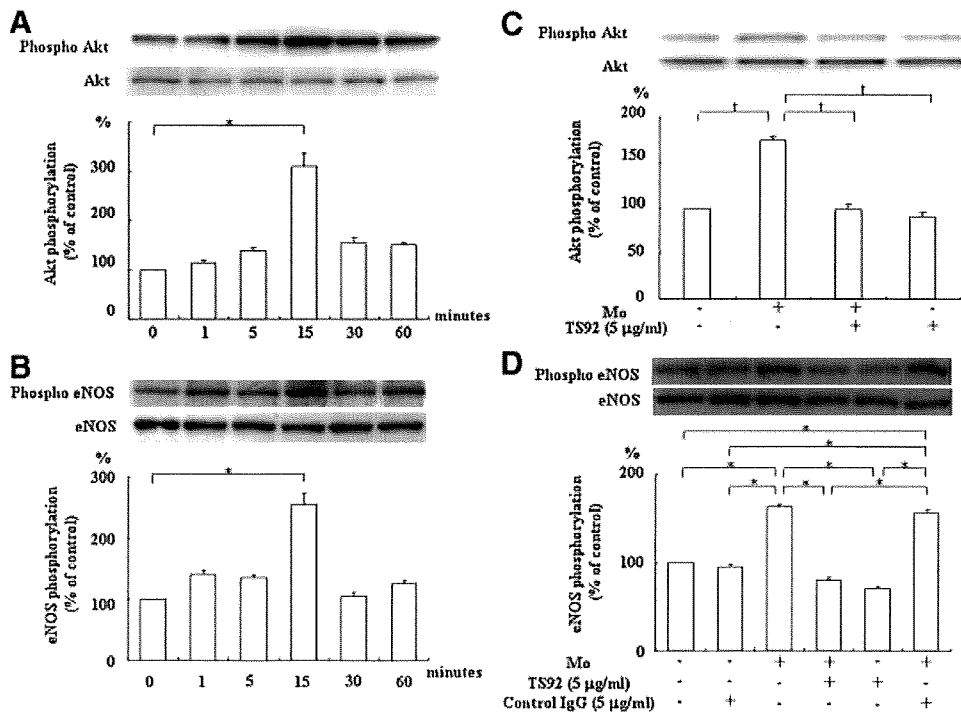 A
Phospho Akt
Akt
%
*
300
200
100
0
Akt phosphorylation
(% of control)
0 1 5 15 30 60 minutes
B
Phospho eNOS
eNOS
%
*
300
200
100
0
eNOS phosphorylation
(% of control)
0 1 5 15 30 60 minutes
C
Phospho Akt
Akt
%
† † † †
200
150
100
50
0
Akt phosphorylation
(% of control)
Mo - + + -
TS92 (5 µg/ml) - - + +
D
Phospho eNOS
eNOS
%
*
*
* * *
* * *
200
100
0
eNOS phosphorylation
(% of control)
Mo - - + + - +
TS92 (5 µg/ml) - - - + + -
Control IgG (5 µg/ml) - + - - - +